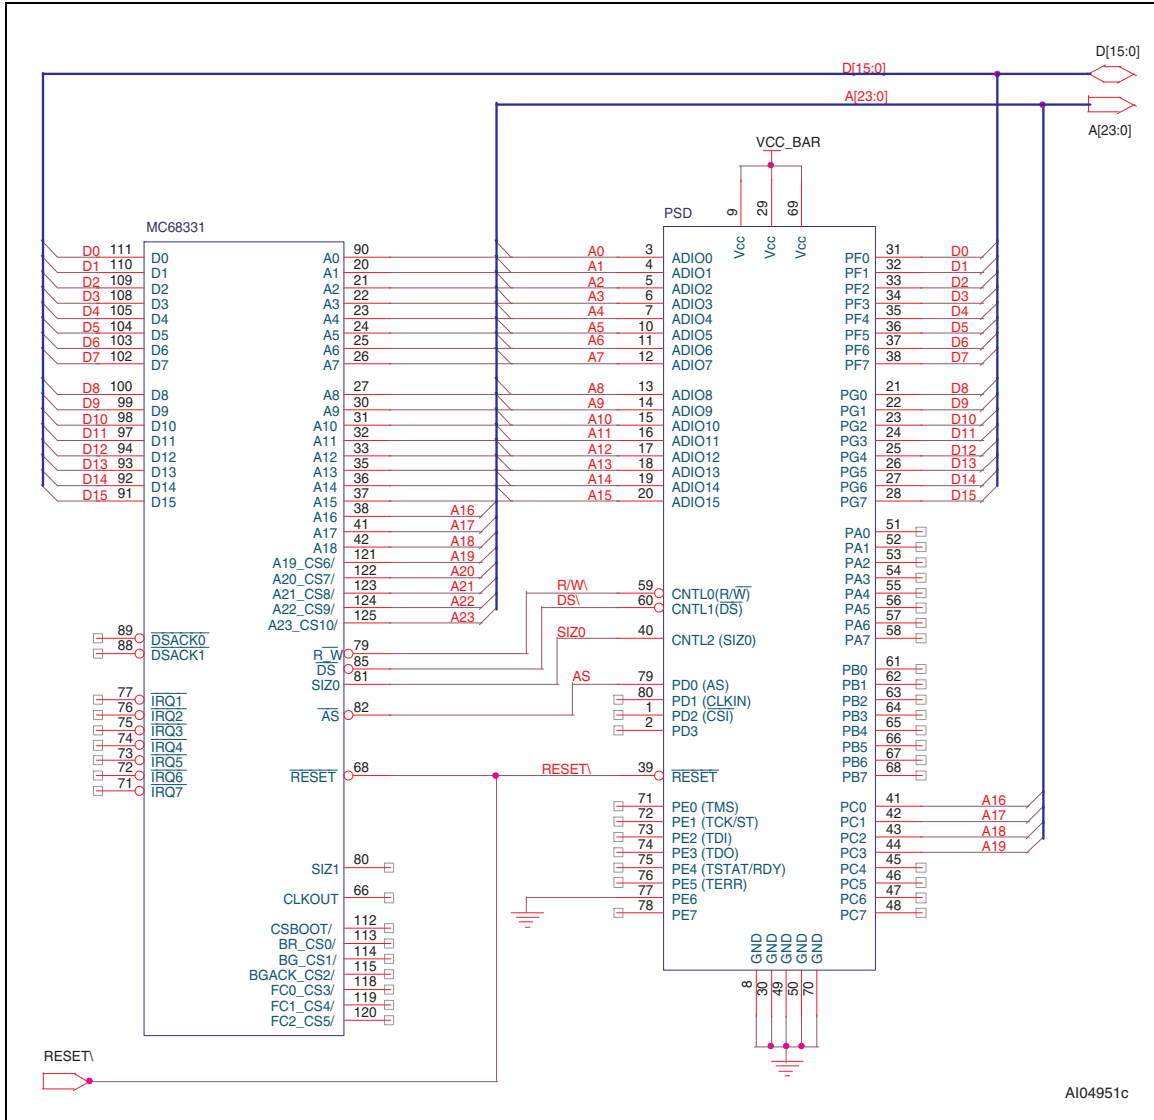 D[15:0]
D[15:0]
A[23:0]
A[23:0]
VCC_BAR
MC68331
PSD
9 29 69
Vcc Vcc Vcc
D0 111 D0 A0 90 A0 3 ADIO0 PF0 31 D0
D1 110 D1 A1 20 A1 4 ADIO1 PF1 32 D1
D2 109 D2 A2 21 A2 5 ADIO2 PF2 33 D2
D3 108 D3 A3 22 A3 6 ADIO3 PF3 34 D3
D4 105 D4 A4 23 A4 7 ADIO4 PF4 35 D4
D5 104 D5 A5 24 A5 10 ADIO5 PF5 36 D5
D6 103 D6 A6 25 A6 11 ADIO6 PF6 37 D6
D7 102 D7 A7 26 A7 12 ADIO7 PF7 38 D7
D8 100 D8 A8 27 A8 13 ADIO8 PG0 21 D8
D9 99 D9 A9 30 A9 14 ADIO9 PG1 22 D9
D10 98 D10 A10 31 A10 15 ADIO10 PG2 23 D10
D11 97 D11 A11 32 A11 16 ADIO11 PG3 24 D11
D12 94 D12 A12 33 A12 17 ADIO12 PG4 25 D12
D13 93 D13 A13 35 A13 18 ADIO13 PG5 26 D13
D14 92 D14 A14 36 A14 19 ADIO14 PG6 27 D14
D15 91 D15 A15 37 A15 20 ADIO15 PG7 28 D15
A16 38 A16
A17 41 A17 PA0 51
A18 42 A18 PA1 52
A19_CS6/ 121 A19 PA2 53
A20_CS7/ 122 A20 PA3 54
A21_CS8/ 123 A21 R/W\ 59 CNTL0(R/W) PA4 55
A22_CS9/ 124 A22 DS\ 60 CNTL1(DS) PA5 56
A23_CS10/ 125 A23 PA6 57
89 DSACK0 SIZ0 40 CNTL2 (SIZ0) PA7 58
88 DSACK1 R_W 79
DS 85 PB0 61
SIZ0 81 AS 79 PD0 (AS) PB1 62
77 IRQ1 80 PD1 (CLKIN) PB2 63
76 IRQ2 AS 82 1 PD2 (CSI) PB3 64
75 IRQ3 2 PD3 PB4 65
74 IRQ4 PB5 66
73 IRQ5 PB6 67
72 IRQ6 RESET 68 RESET\ 39 RESET PB7 68
71 IRQ7
71 PE0 (TMS) PC0 41 A16
72 PE1 (TCK/ST) PC1 42 A17
73 PE2 (TDI) PC2 43 A18
74 PE3 (TDO) PC3 44 A19
SIZ1 80 75 PE4 (TSTAT/RDY) PC4 45
76 PE5 (TERR) PC5 46
CLKOUT 66 77 PE6 PC6 47
78 PE7 PC7 48
CSBOOT/ 112
BR_CS0/ 113
BG_CS1/ 114
BGACK_CS2/ 115
FC0_CS3/ 118
FC1_CS4/ 119
FC2_CS5/ 120
GND GND GND GND GND
8 30 49 50 70
RESET\
AI04951c